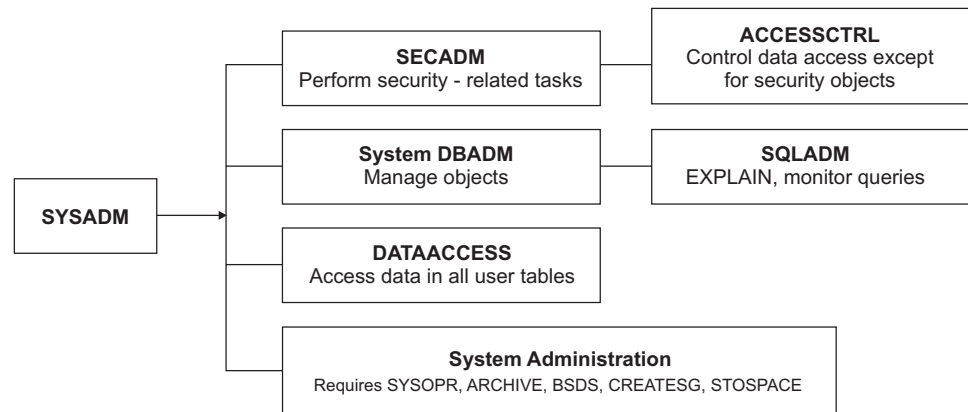 SYSADM
SECADM
Perform security - related tasks
ACCESSCTRL
Control data access except
for security objects
System DBADM
Manage objects
SQLADM
EXPLAIN, monitor queries
DATAACCESS
Access data in all user tables
System Administration
Requires SYSOPR, ARCHIVE, BSDS, CREATESG, STOSPACE